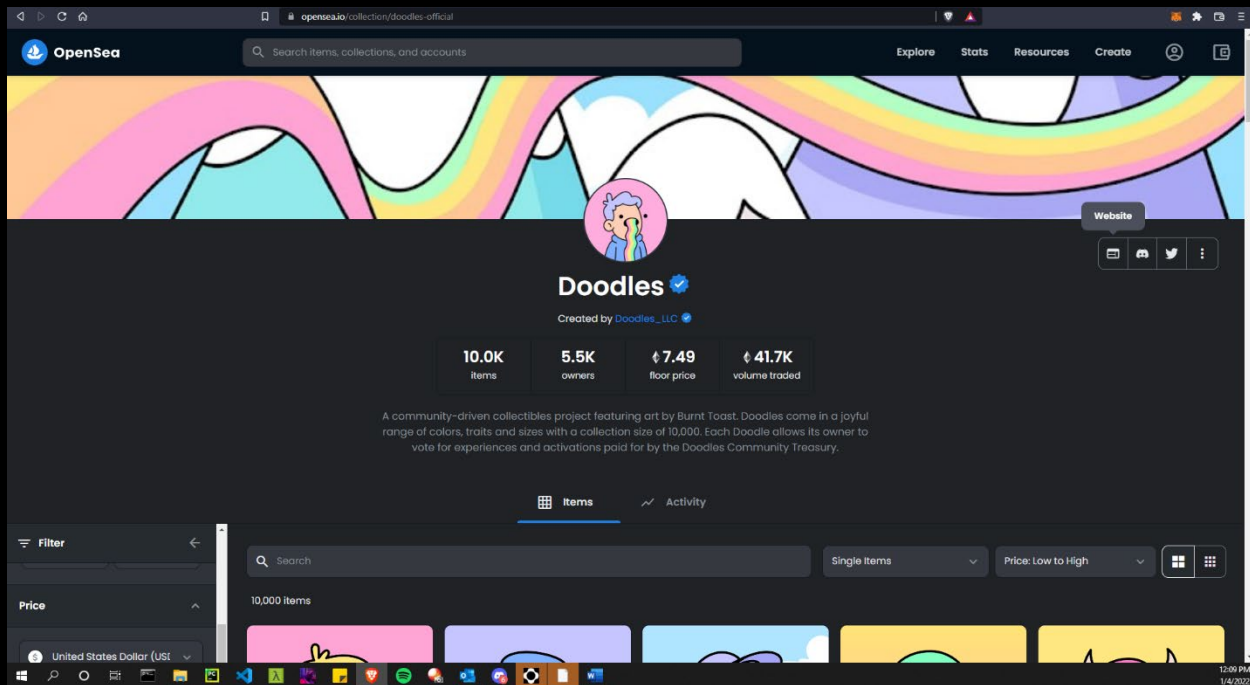 opensea.io/collection/doodles-official
OpenSea
Search items, collections, and accounts
Explore Stats Resources Create
Website
Doodles
Created by Doodles_LLC
10.0K 5.5K 7.49 41.7K
items owners floor price volume traded
A community-driven collectibles project featuring art by Burnt Toast. Doodles come in a joyful
range of colors, traits and sizes with a collection size of 10,000. Each Doodle allows its owner to
vote for experiences and activations paid for by the Doodles Community Treasury.
Items Activity
Filter
Search Single Items Price: Low to High
10,000 items
Price
$ United States Dollar (USD
12:09 PM
1/4/2022